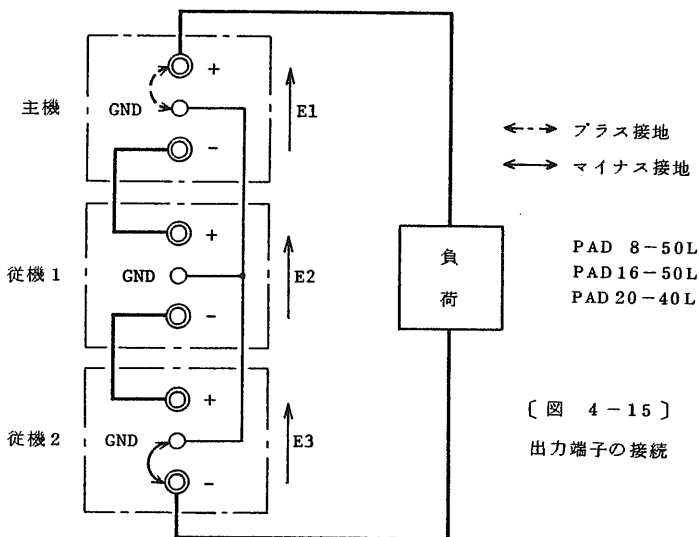 主機
+
GND
-
E1
従機1
+
GND
-
E2
従機2
+
GND
-
E3
負
荷
プラス接地
マイナス接地
PAD 8-50L
PAD16-50L
PAD20-40L
〔図 4-15〕
出力端子の接続